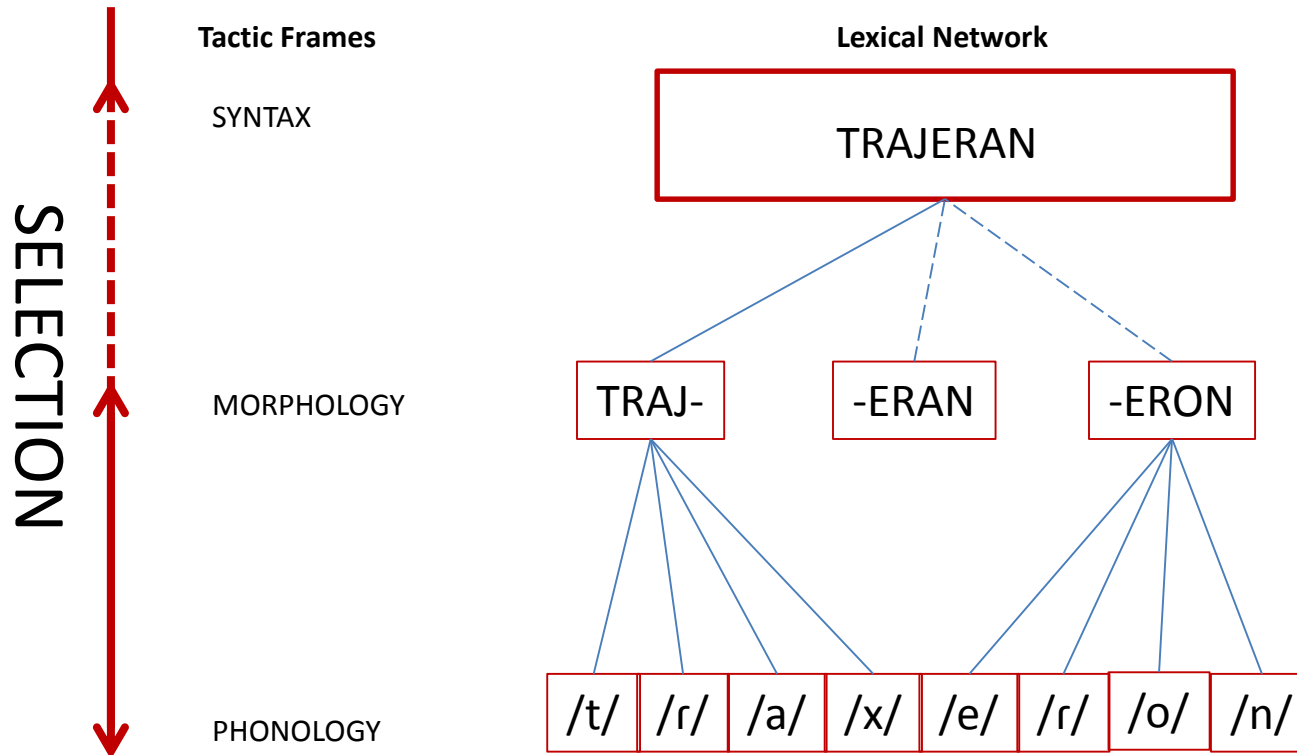 Tactic Frames
Lexical Network
SYNTAX
TRAJERAN
SELECTION
MORPHOLOGY
TRAJ-
-ERAN
-ERON
PHONOLOGY
/t/ /ɾ/ /a/ /x/ /e/ /ɾ/ /o/ /n/